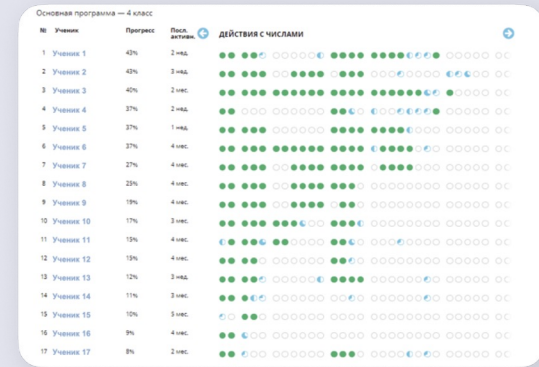 Основная программа — 4 класс
№ Ученик Прогресс Посл. активн. ДЕЙСТВИЯ С ЧИСЛАМИ
1 Ученик 1 43% 2 нед.
2 Ученик 2 43% 3 нед.
3 Ученик 3 40% 2 мес.
4 Ученик 4 37% 2 нед.
5 Ученик 5 37% 1 нед.
6 Ученик 6 37% 4 мес.
7 Ученик 7 27% 4 мес.
8 Ученик 8 25% 4 мес.
9 Ученик 9 19% 4 мес.
10 Ученик 10 17% 3 мес.
11 Ученик 11 15% 4 мес.
12 Ученик 12 15% 4 мес.
13 Ученик 13 12% 3 нед.
14 Ученик 14 11% 3 мес.
15 Ученик 15 10% 5 мес.
16 Ученик 16 9% 4 мес.
17 Ученик 17 8% 2 мес.